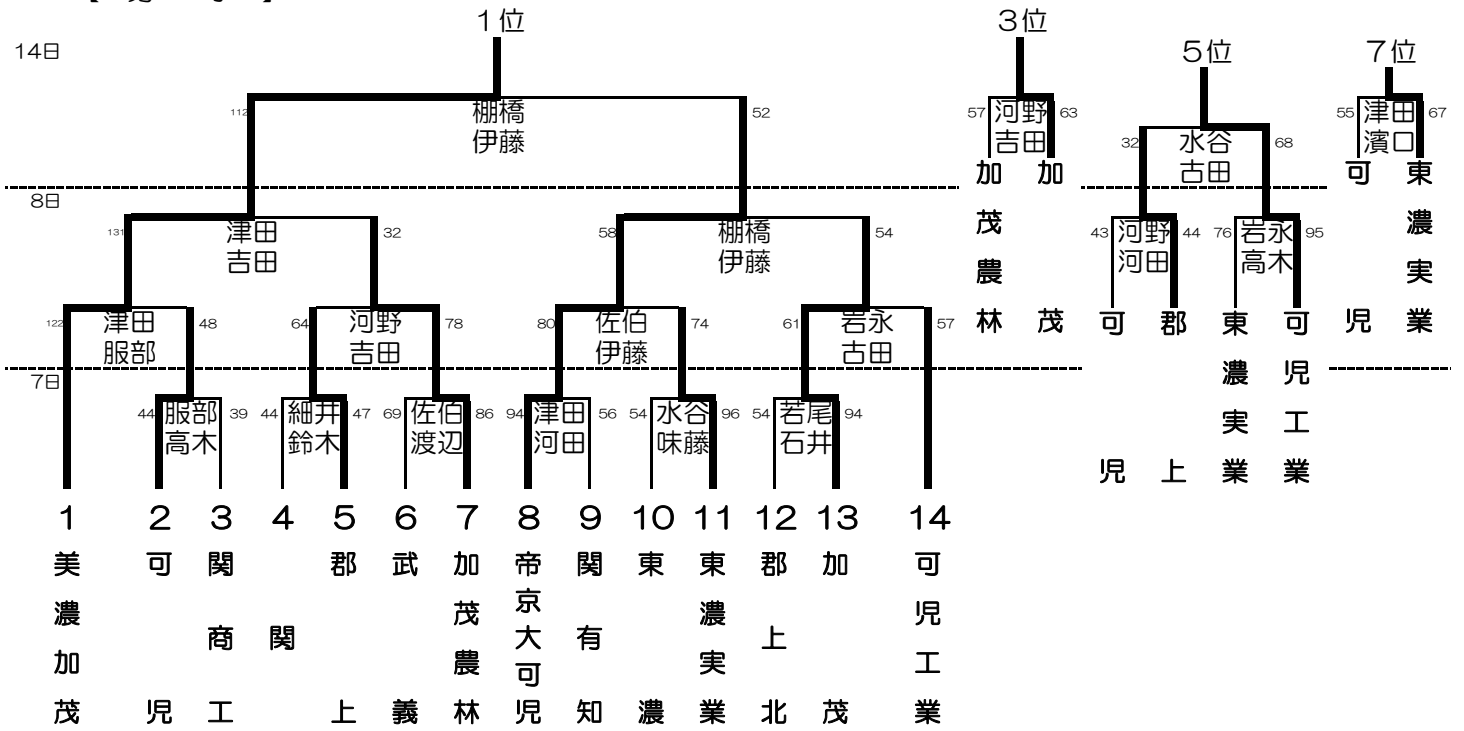 14日
1位
3位
5位
7位
112
棚橋
伊藤
52
57
河野
吉田
63
32
水谷
古田
68
55
津田
濱口
67
加茂農林
加茂
可児
東濃実業
8日
131
津田
吉田
32
58
棚橋
伊藤
54
43
河野
河田
44
76
岩永
高木
95
可児
郡上
東濃実業
可児工業
122
津田
服部
48
64
河野
吉田
78
80
佐伯
伊藤
74
61
岩永
古田
57
7日
44
服部
高木
39
44
細井
鈴木
47
69
佐伯
渡辺
86
94
津田
河田
56
54
水谷
味藤
96
54
若尾
石井
94
1 2 3 4 5 6 7 8 9 10 11 12 13 14
美濃加茂
可児
関商工
関
郡上
武義
加茂農林
帝京大可児
関有知
東濃
東濃実業
郡上北
加茂
可児工業